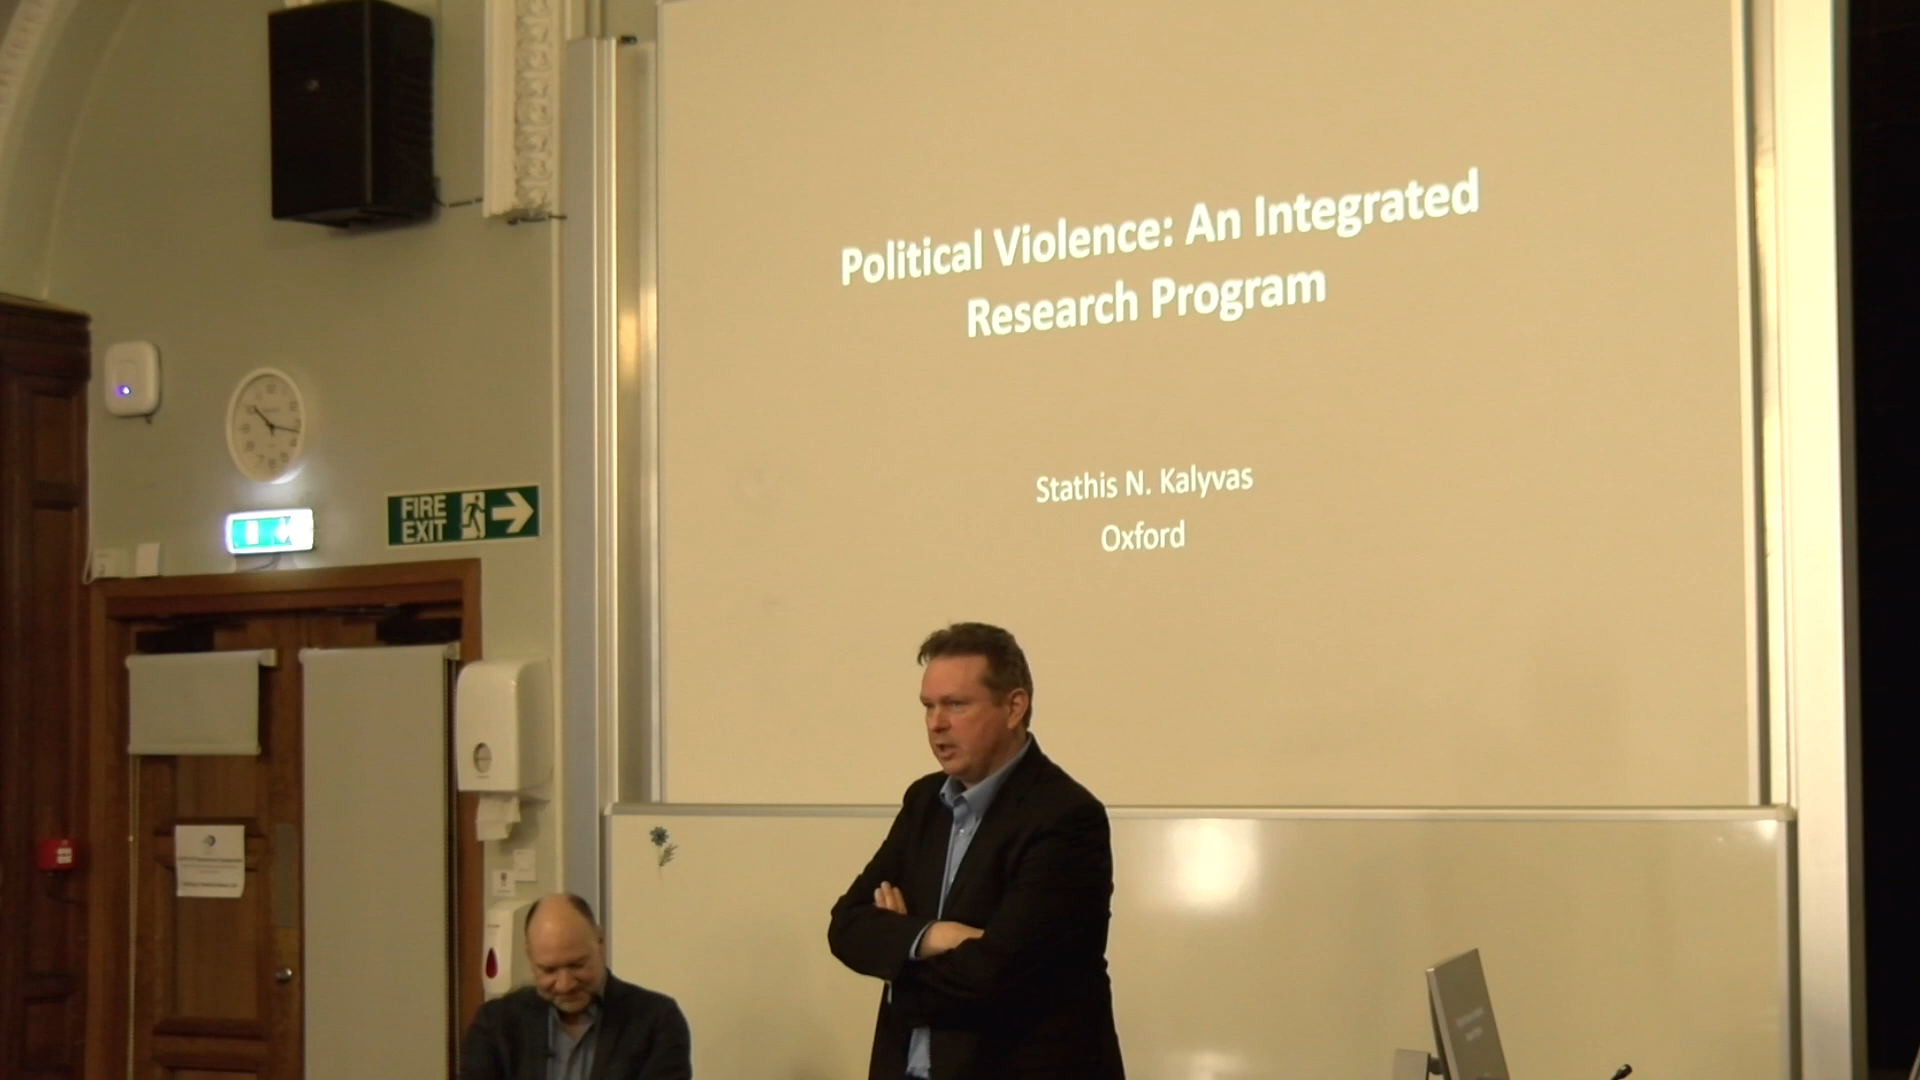 Political Violence: An Integrated
Research Program
Stathis N. Kalyvas
Oxford
FIRE
EXIT